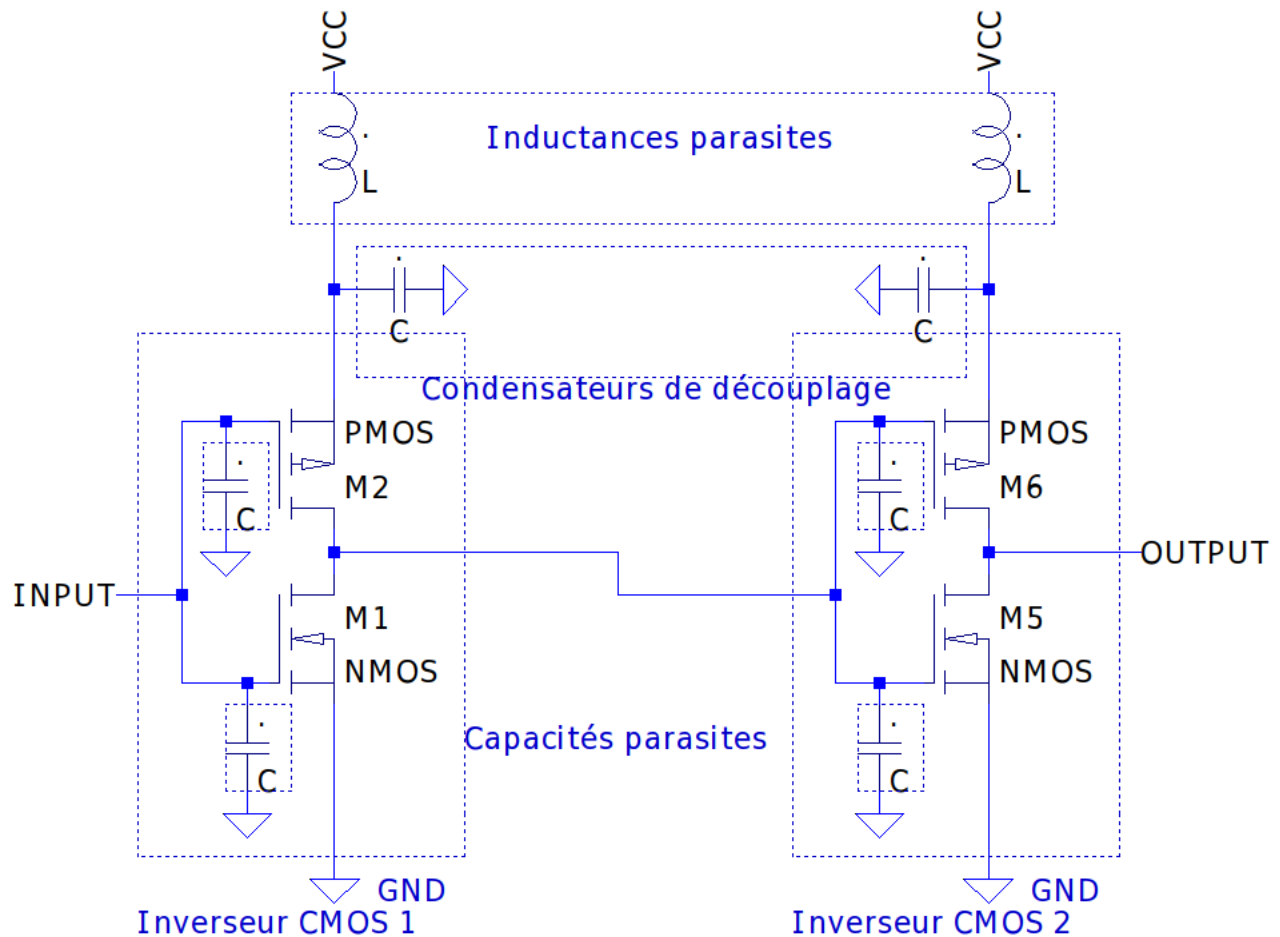 VCC
VCC
Inductances parasites
L
L
C
C
Condensateurs de découplage
PMOS
PMOS
M2
M6
C
C
OUTPUT
INPUT
M1
M5
NMOS
NMOS
Capacités parasites
C
C
GND
GND
Inverseur CMOS 1
Inverseur CMOS 2